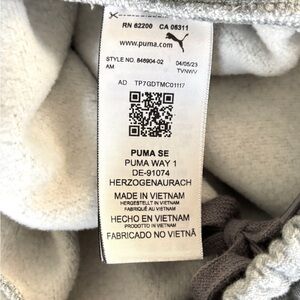 RN 62200 CA 05311
www.puma.com
STYLE NO. 846904-02 04/05/23
AM TVNWV
AD TP7GDTMC01117
PUMA SE
PUMA WAY 1
DE-91074
HERZOGENAURACH
MADE IN VIETNAM
HERGESTELLT IN VIETNAM
FABRIQUÉ AU VIETNAM
HECHO EN VIETNAM
PRODOTTO IN VIETNAM
FABRICADO NO VIETNÃ